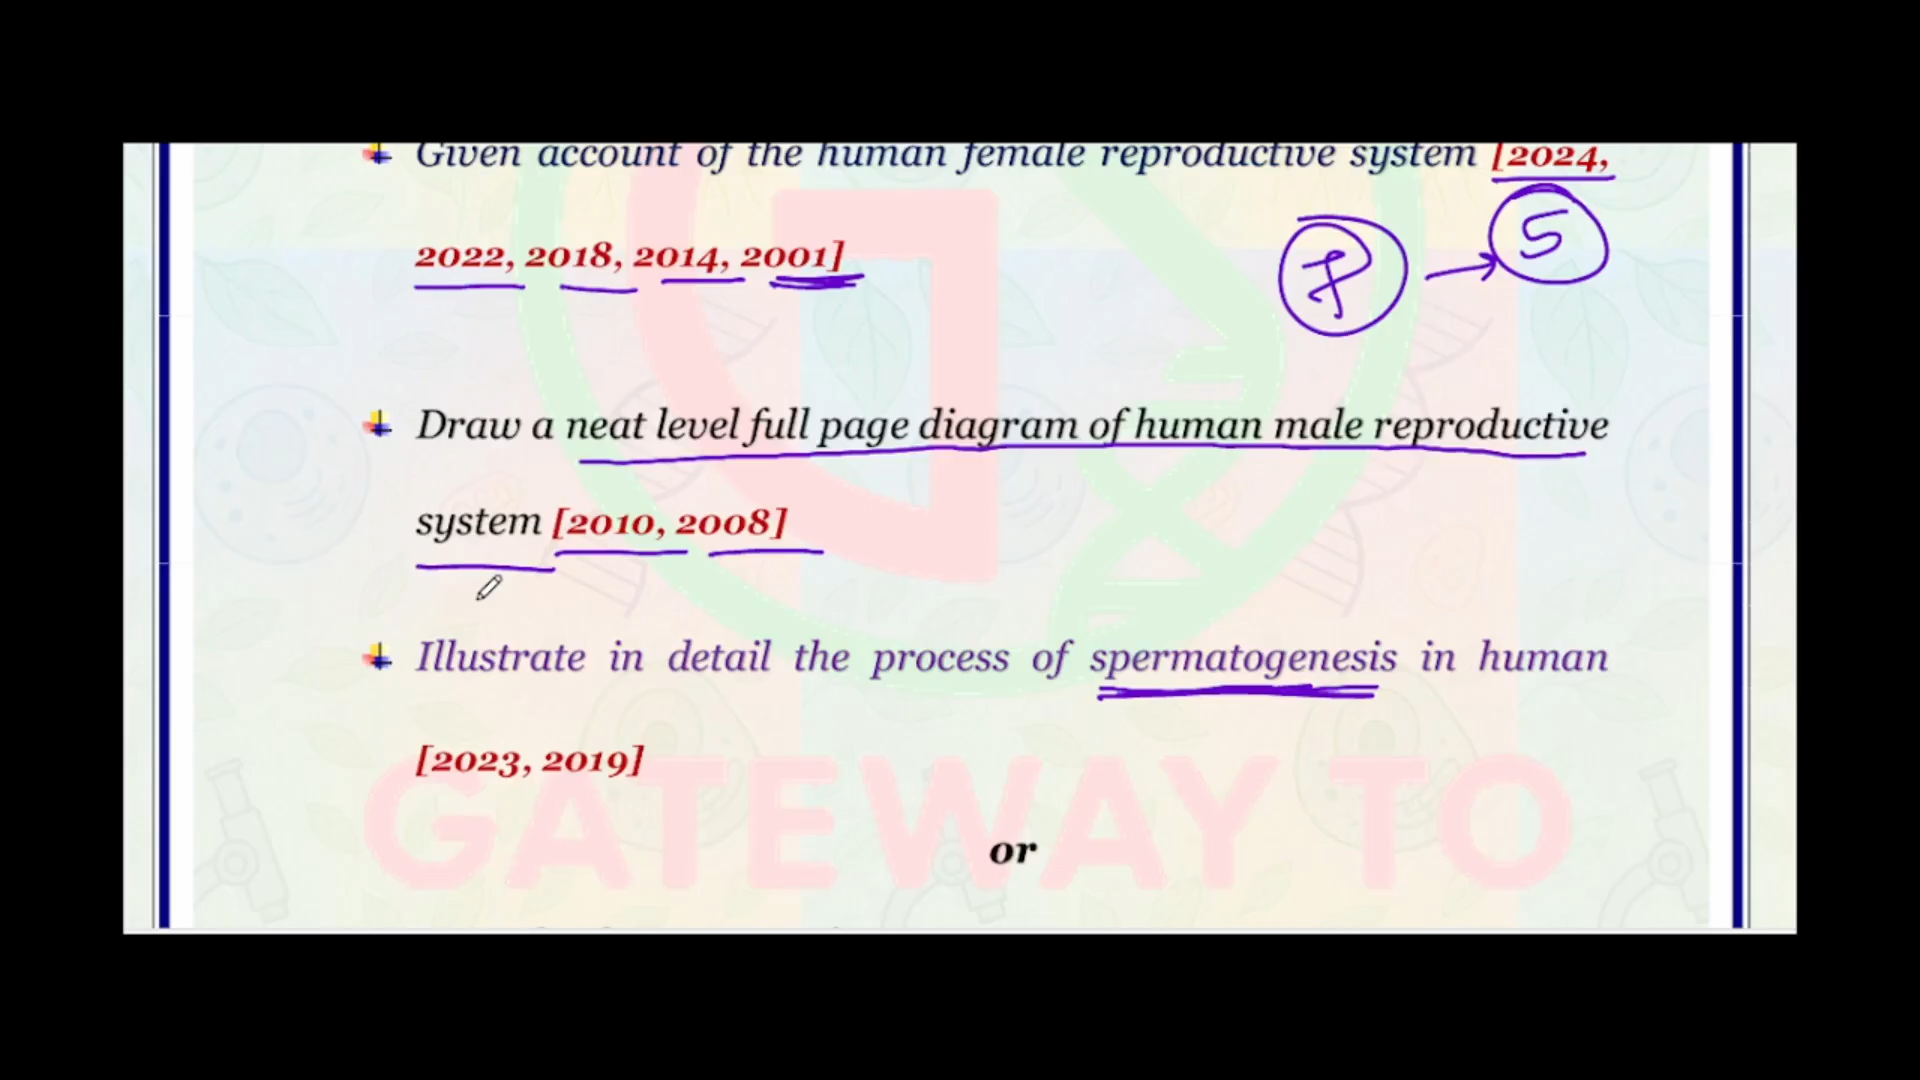 Given account of the human female reproductive system [2024,
2022, 2018, 2014, 2001]
7 → 5
Draw a neat level full page diagram of human male reproductive
system [2010, 2008]
Illustrate in detail the process of spermatogenesis in human
[2023, 2019]
or
GATEWAY TO